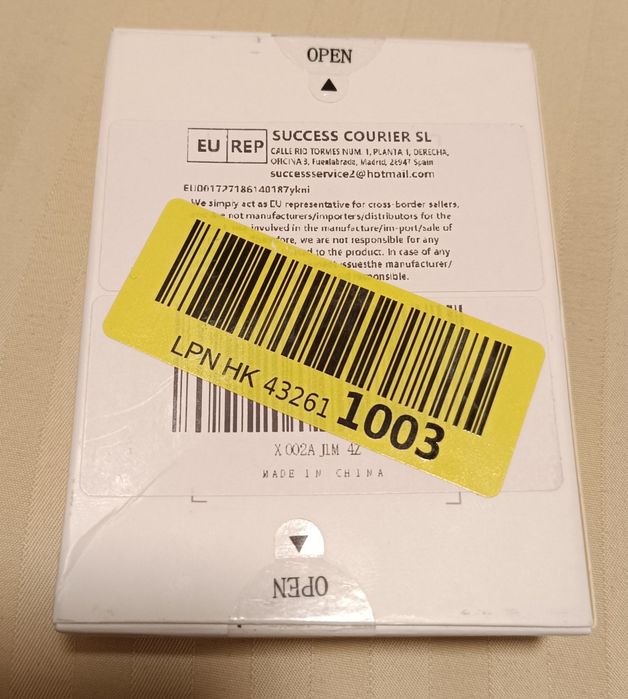 OPEN
EU REP
SUCCESS COURIER SL
CALLE RIO TORMES NUM. 1, PLANTA 1, DERECHA,
OFICINA 3, Fuenlabrada, Madrid, 28947 Spain
successservice2@hotmail.com
EU001727186140187ykni
We simply act as EU representative for cross-border sellers,
not manufacturers/importers/distributors for the
involved in the manufacture/im-port/sale of
we are not responsible for any
to the product. In case of any
the manufacturer/
LPN HK 43261 1003
X002AJ1M 4Z
MADE IN CHINA
OPEN